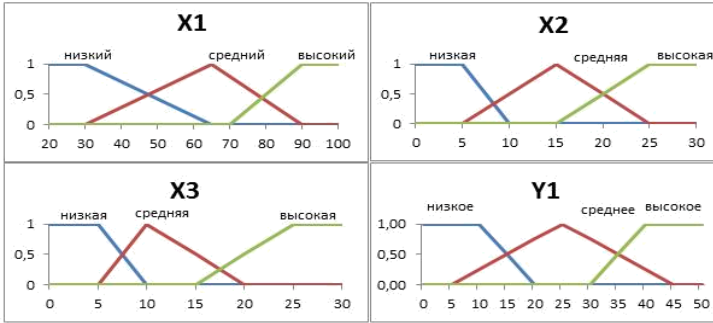 X1
низкий средний высокий
1
0,5
0
20 30 40 50 60 70 80 90 100
X2
низкая средняя высокая
1
0,5
0
0 5 10 15 20 25 30
X3
низкая средняя высокая
1
0,5
0
0 5 10 15 20 25 30
Y1
низкое среднее высокое
1,00
0,50
0,00
0 5 10 15 20 25 30 35 40 45 50